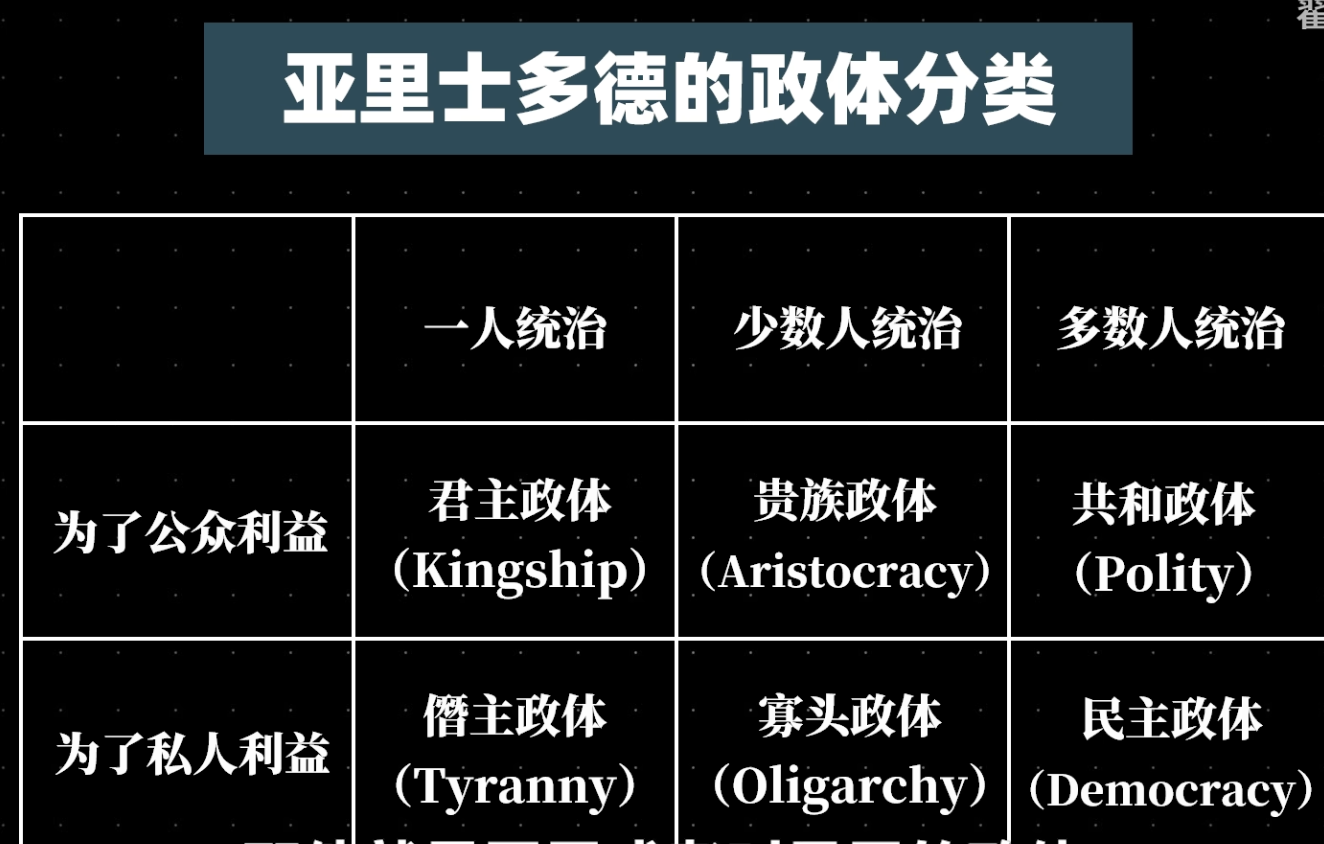 亚里士多德的政体分类
一人统治
少数人统治
多数人统治
为了公众利益
君主政体
（Kingship）
贵族政体
（Aristocracy）
共和政体
（Polity）
为了私人利益
僭主政体
（Tyranny）
寡头政体
（Oligarchy）
民主政体
（Democracy）